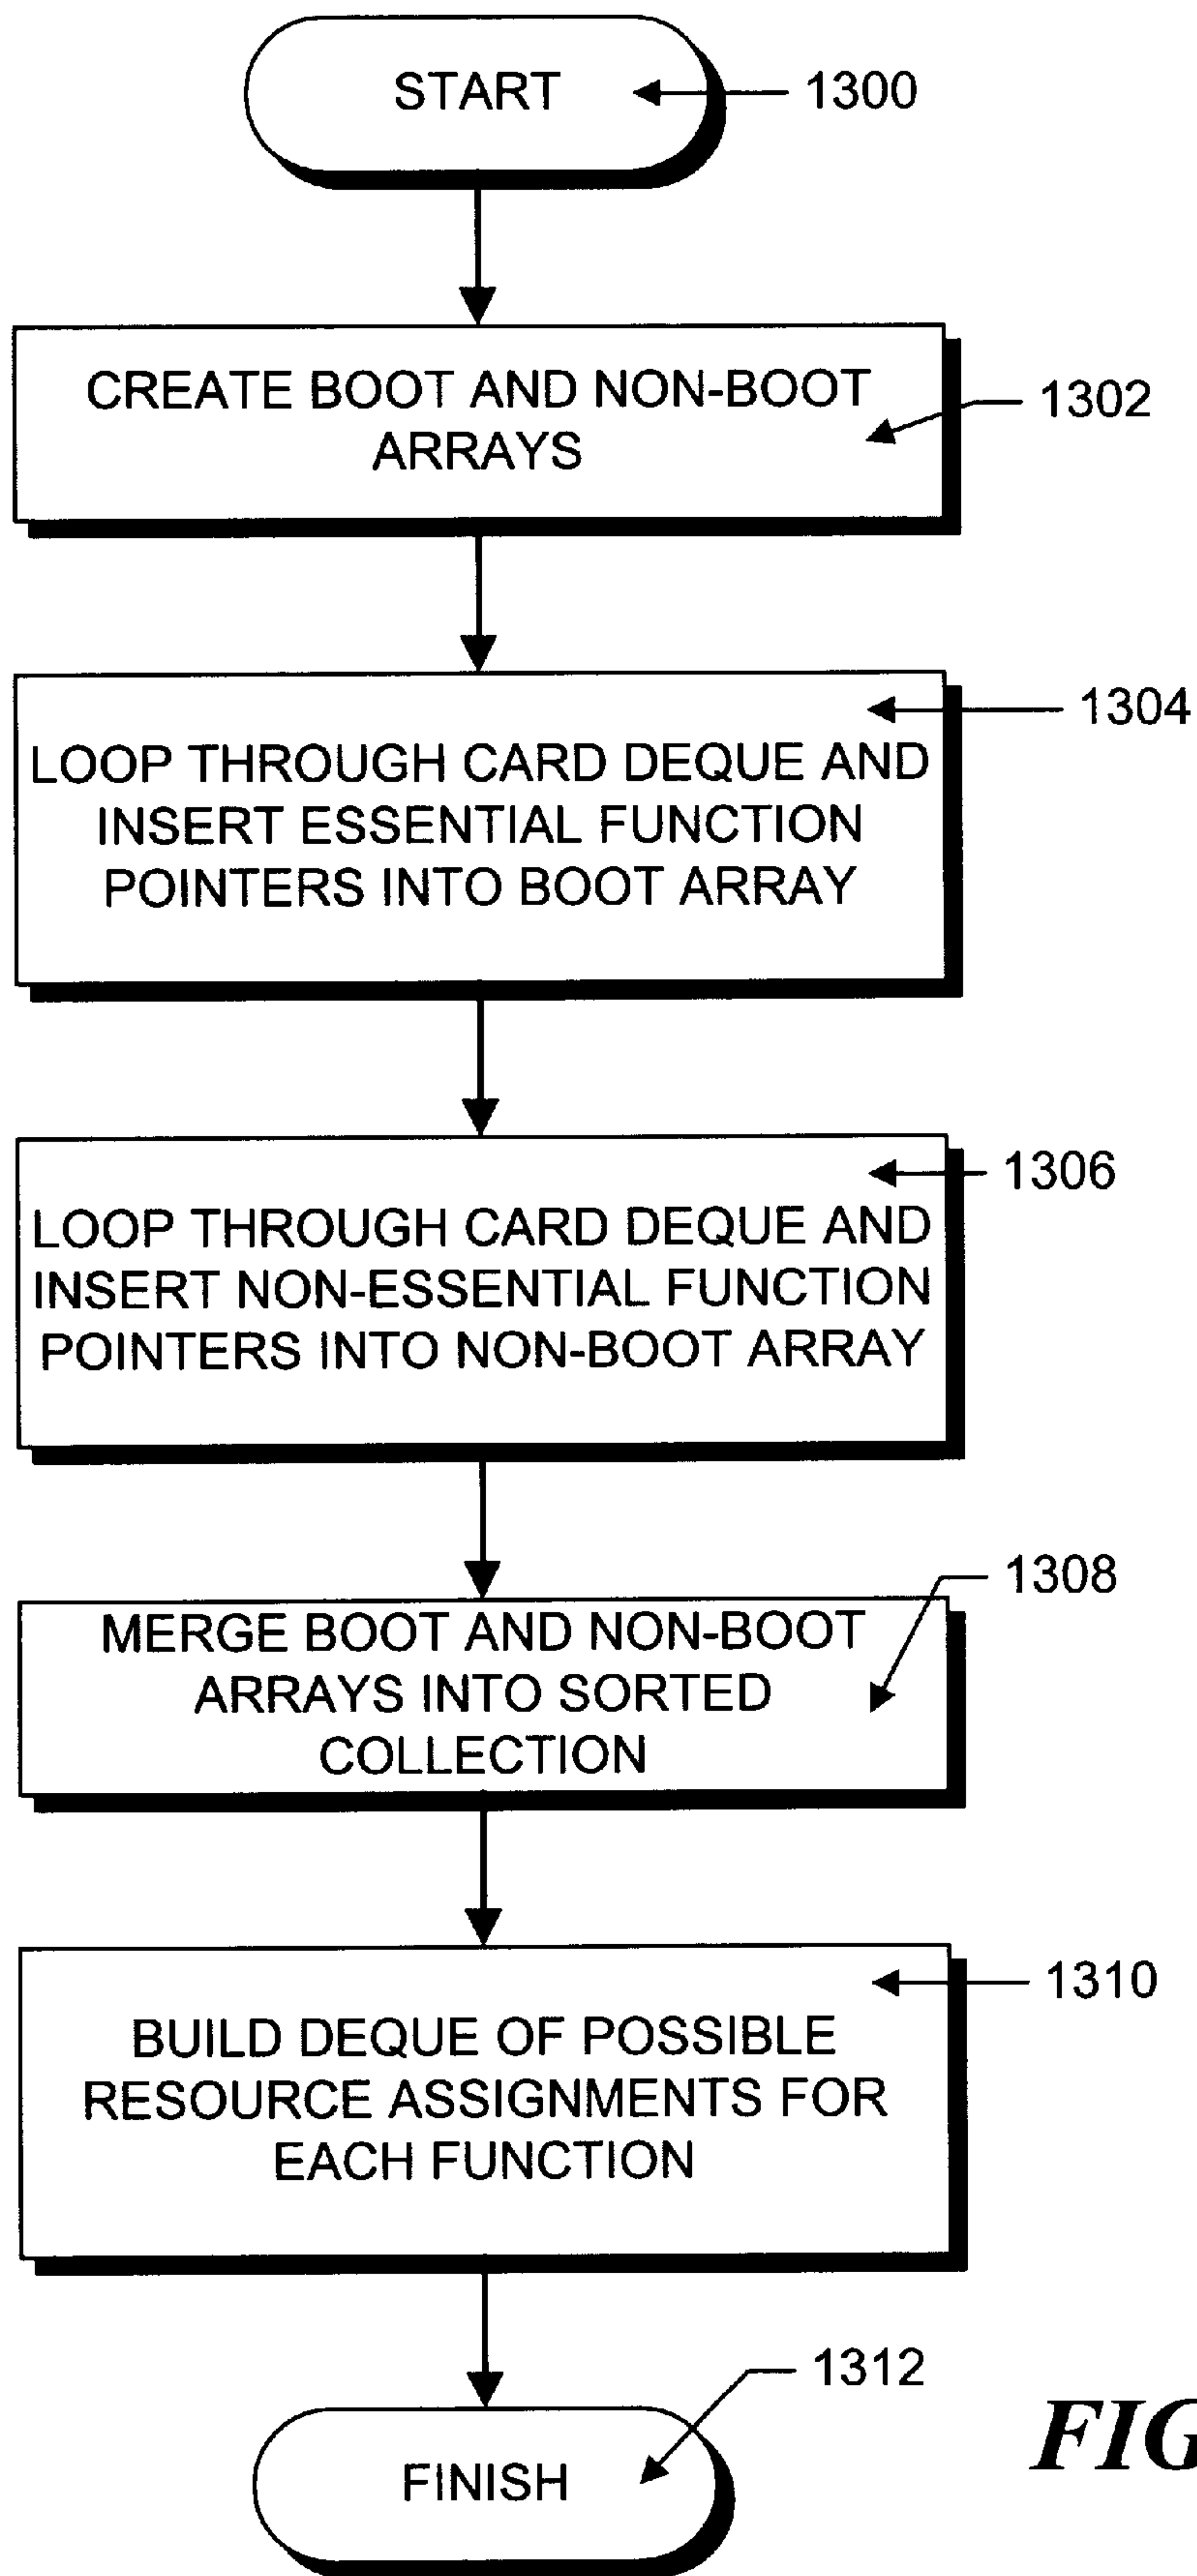 START
1300
CREATE BOOT AND NON-BOOT
ARRAYS
1302
1304
LOOP THROUGH CARD DEQUE AND
INSERT ESSENTIAL FUNCTION
POINTERS INTO BOOT ARRAY
1306
LOOP THROUGH CARD DEQUE AND
INSERT NON-ESSENTIAL FUNCTION
POINTERS INTO NON-BOOT ARRAY
1308
MERGE BOOT AND NON-BOOT
ARRAYS INTO SORTED
COLLECTION
1310
BUILD DEQUE OF POSSIBLE
RESOURCE ASSIGNMENTS FOR
EACH FUNCTION
1312
FINISH
FIG